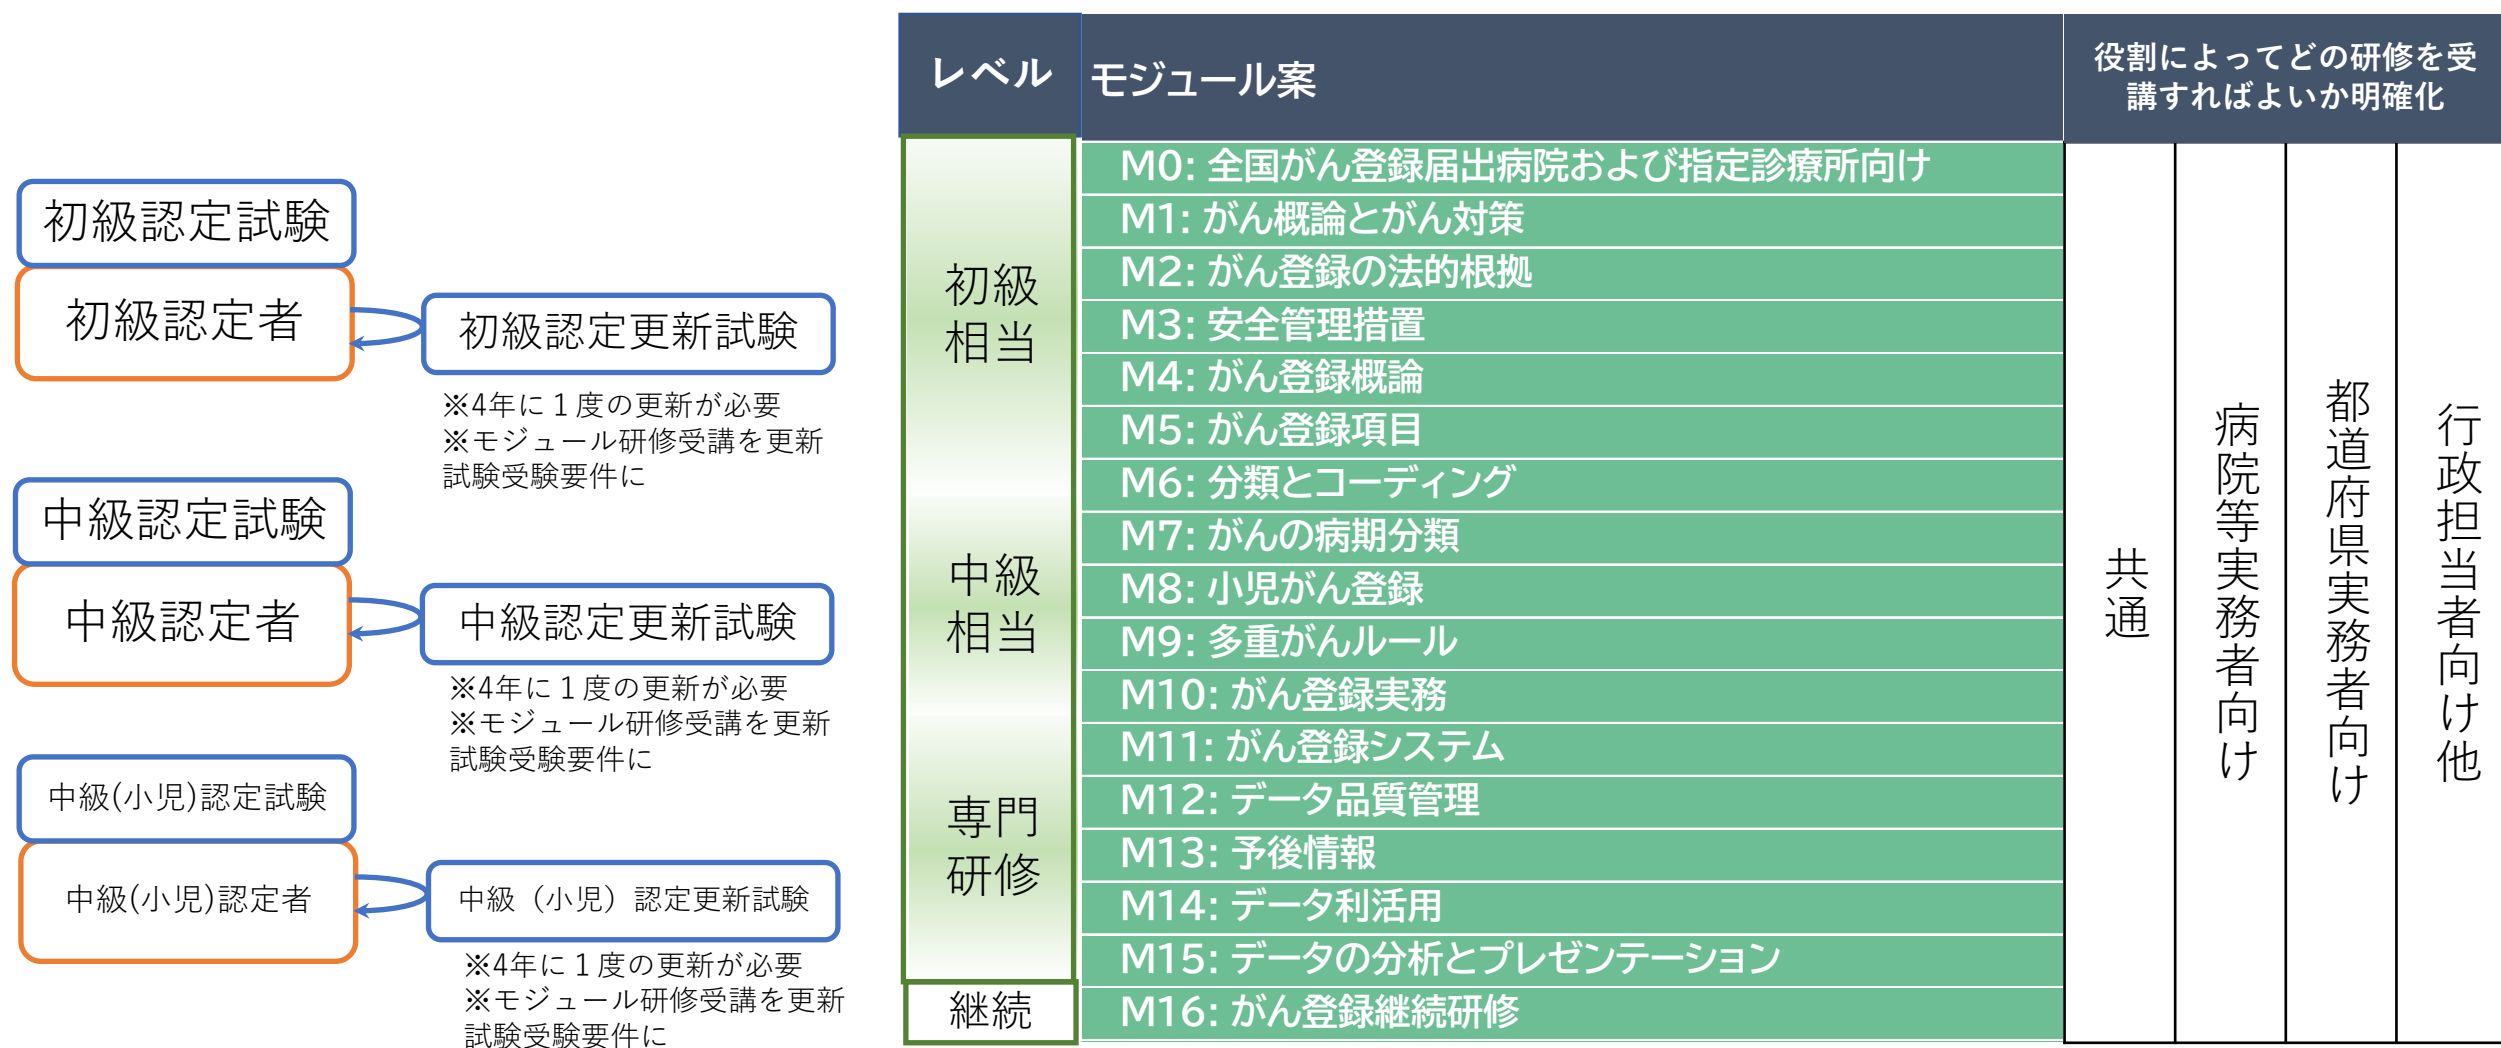 初級認定試験
初級認定者
初級認定更新試験
※4年に１度の更新が必要
※モジュール研修受講を更新
試験受験要件に
中級認定試験
中級認定者
中級認定更新試験
※4年に１度の更新が必要
※モジュール研修受講を更新
試験受験要件に
中級(小児)認定試験
中級(小児)認定者
中級（小児）認定更新試験
※4年に１度の更新が必要
※モジュール研修受講を更新
試験受験要件に
レベル
モジュール案
役割によってどの研修を受
講すればよいか明確化
初級
相当
中級
相当
専門
研修
継続
M0: 全国がん登録届出病院および指定診療所向け
M1: がん概論とがん対策
M2: がん登録の法的根拠
M3: 安全管理措置
M4: がん登録概論
M5: がん登録項目
M6: 分類とコーディング
M7: がんの病期分類
M8: 小児がん登録
M9: 多重がんルール
M10: がん登録実務
M11: がん登録システム
M12: データ品質管理
M13: 予後情報
M14: データ利活用
M15: データの分析とプレゼンテーション
M16: がん登録継続研修
共通
病院等実務者向け
都道府県実務者向け
行政担当者向け他